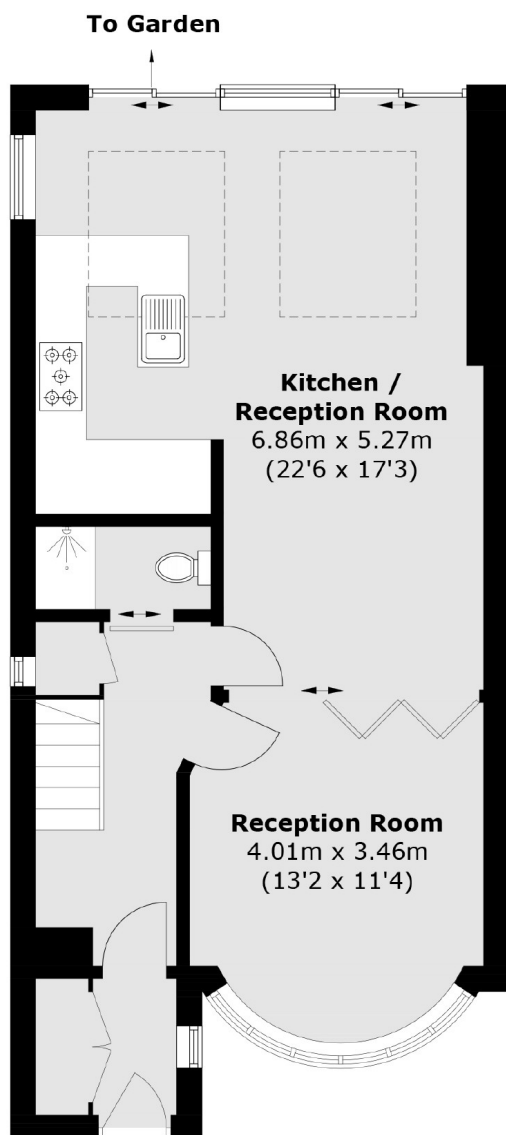 To Garden
Kitchen /
Reception Room
6.86m x 5.27m
(22'6 x 17'3)
Reception Room
4.01m x 3.46m
(13'2 x 11'4)